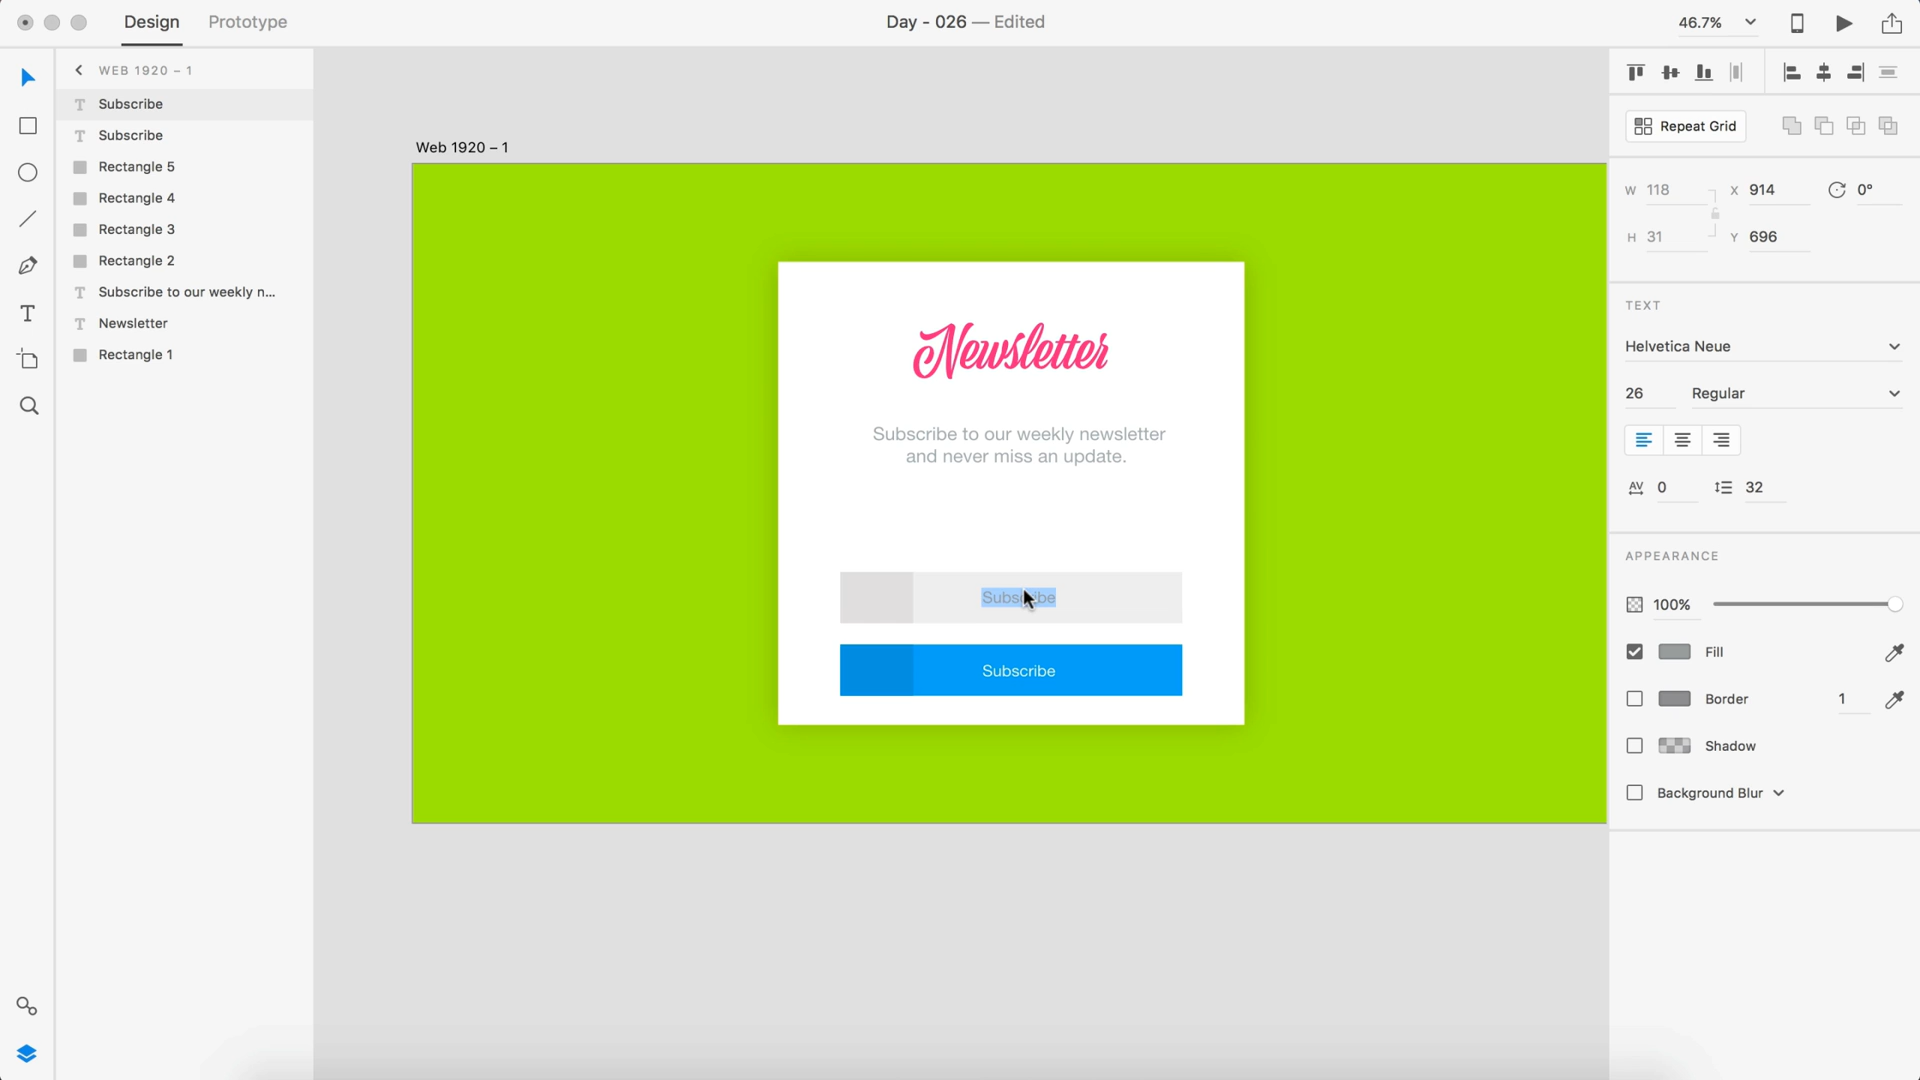 Design
Prototype
Day - 026 — Edited
46.7%
WEB 1920 – 1
Subscribe
Subscribe
Rectangle 5
Rectangle 4
Rectangle 3
Rectangle 2
Subscribe to our weekly n...
Newsletter
Rectangle 1
Web 1920 – 1
Newsletter
Subscribe to our weekly newsletter
and never miss an update.
Subscribe
Subscribe
Repeat Grid
W 118 X 914 0°
H 31 Y 696
TEXT
Helvetica Neue
26 Regular
AV 0 32
APPEARANCE
100%
Fill
Border 1
Shadow
Background Blur